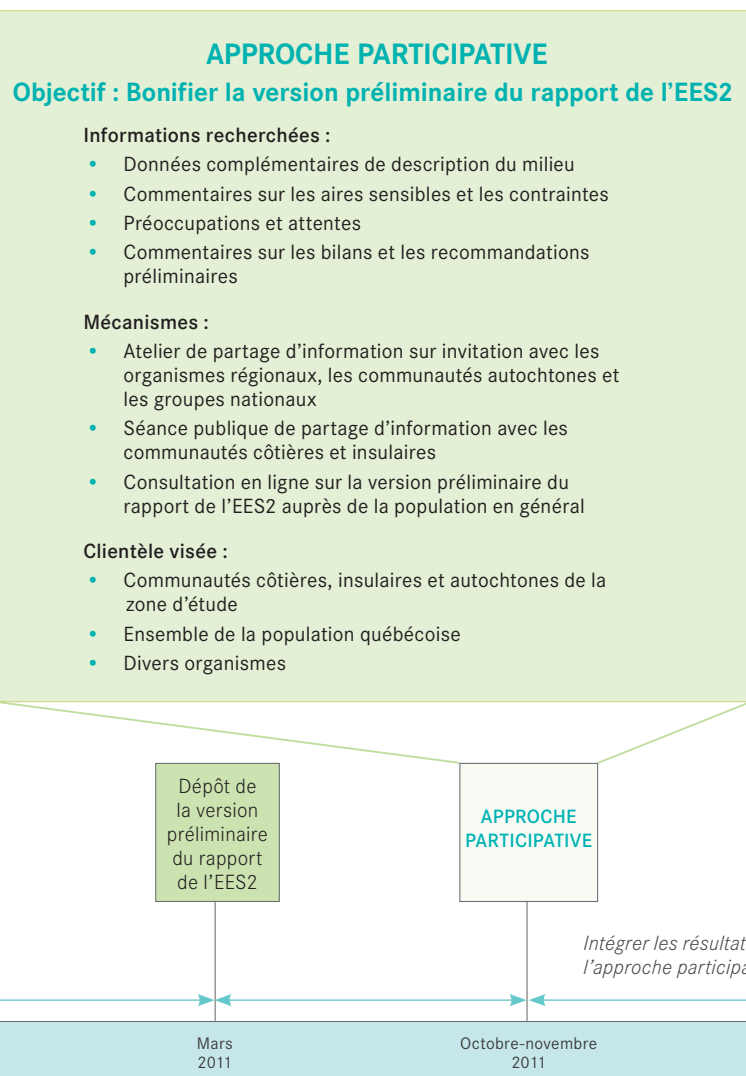 APPROCHE PARTICIPATIVE
Objectif : Bonifier la version préliminaire du rapport de l’EES2
Informations recherchées :
• Données complémentaires de description du milieu
• Commentaires sur les aires sensibles et les contraintes
• Préoccupations et attentes
• Commentaires sur les bilans et les recommandations
préliminaires
Mécanismes :
• Atelier de partage d’information sur invitation avec les
organismes régionaux, les communautés autochtones et
les groupes nationaux
• Séance publique de partage d’information avec les
communautés côtières et insulaires
• Consultation en ligne sur la version préliminaire du
rapport de l’EES2 auprès de la population en général
Clientèle visée :
• Communautés côtières, insulaires et autochtones de la
zone d’étude
• Ensemble de la population québécoise
• Divers organismes
Dépôt de
la version
préliminaire
du rapport
de l’EES2
APPROCHE
PARTICIPATIVE
Intégrer les
Mars
2011
Octobre-novembre
2011